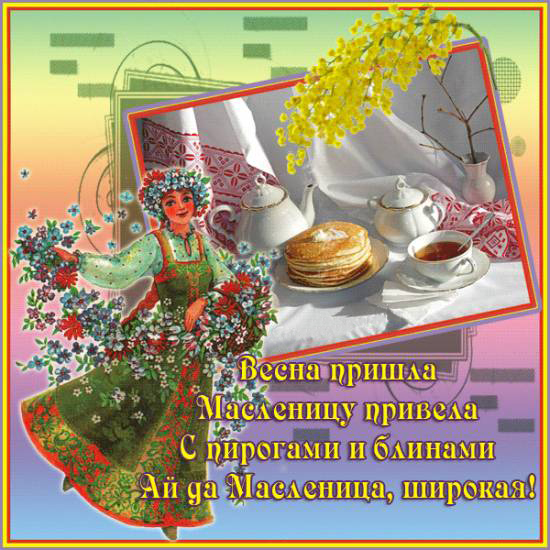 Весна пришла
Масленицу привела
С пирогами и блинами
Ай да Масленица, широкая!